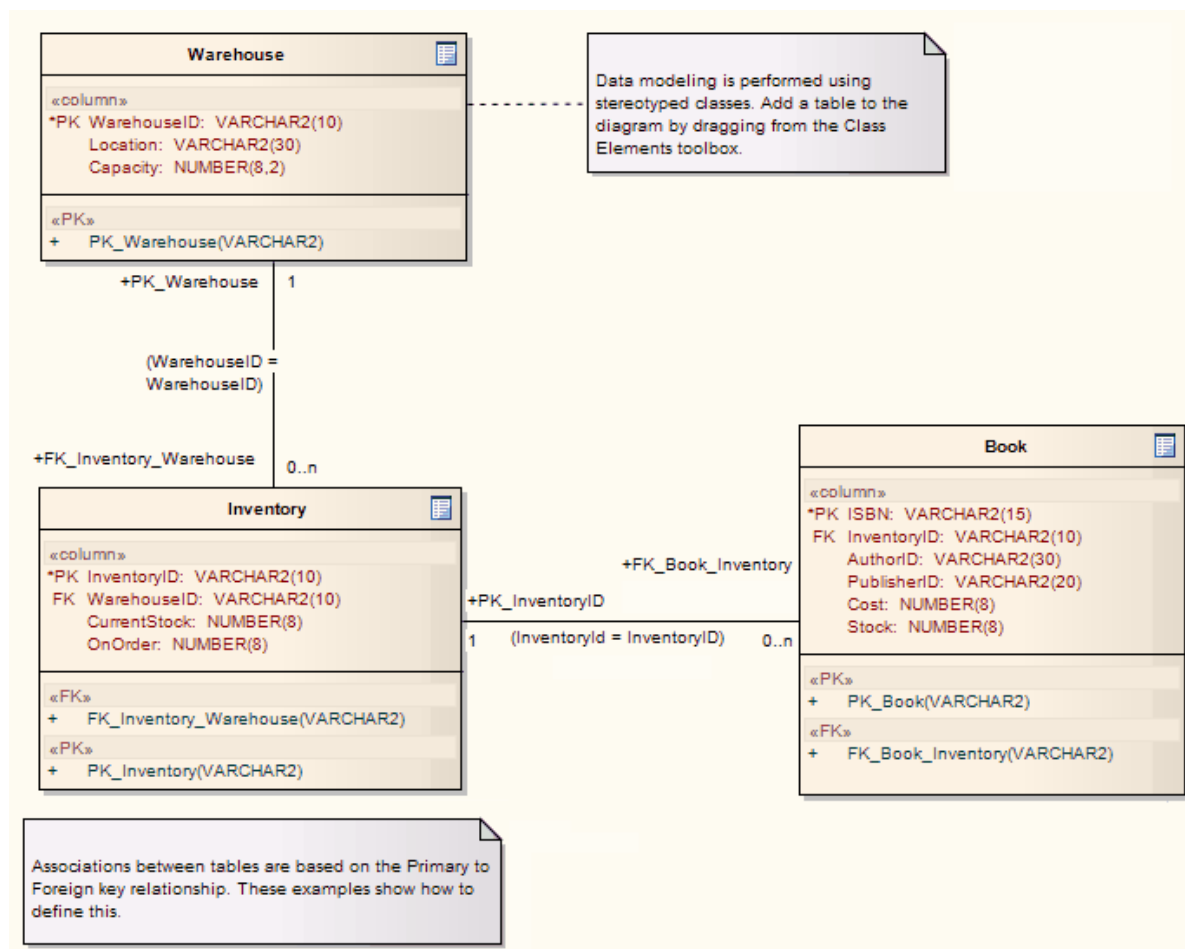 Warehouse
«column»
*PK WarehouseID: VARCHAR2(10)
Location: VARCHAR2(30)
Capacity: NUMBER(8,2)
«PK»
+ PK_Warehouse(VARCHAR2)
Data modeling is performed using
stereotyped classes. Add a table to the
diagram by dragging from the Class
Elements toolbox.
+PK_Warehouse 1
(WarehouseID =
WarehouseID)
+FK_Inventory_Warehouse 0..n
Inventory
«column»
*PK InventoryID: VARCHAR2(10)
FK WarehouseID: VARCHAR2(10)
CurrentStock: NUMBER(8)
OnOrder: NUMBER(8)
«FK»
+ FK_Inventory_Warehouse(VARCHAR2)
«PK»
+ PK_Inventory(VARCHAR2)
+FK_Book_Inventory
+PK_InventoryID
1 (InventoryId = InventoryID) 0..n
Book
«column»
*PK ISBN: VARCHAR2(15)
FK InventoryID: VARCHAR2(10)
AuthorID: VARCHAR2(30)
PublisherID: VARCHAR2(20)
Cost: NUMBER(8)
Stock: NUMBER(8)
«PK»
+ PK_Book(VARCHAR2)
«FK»
+ FK_Book_Inventory(VARCHAR2)
Associations between tables are based on the Primary to
Foreign key relationship. These examples show how to
define this.